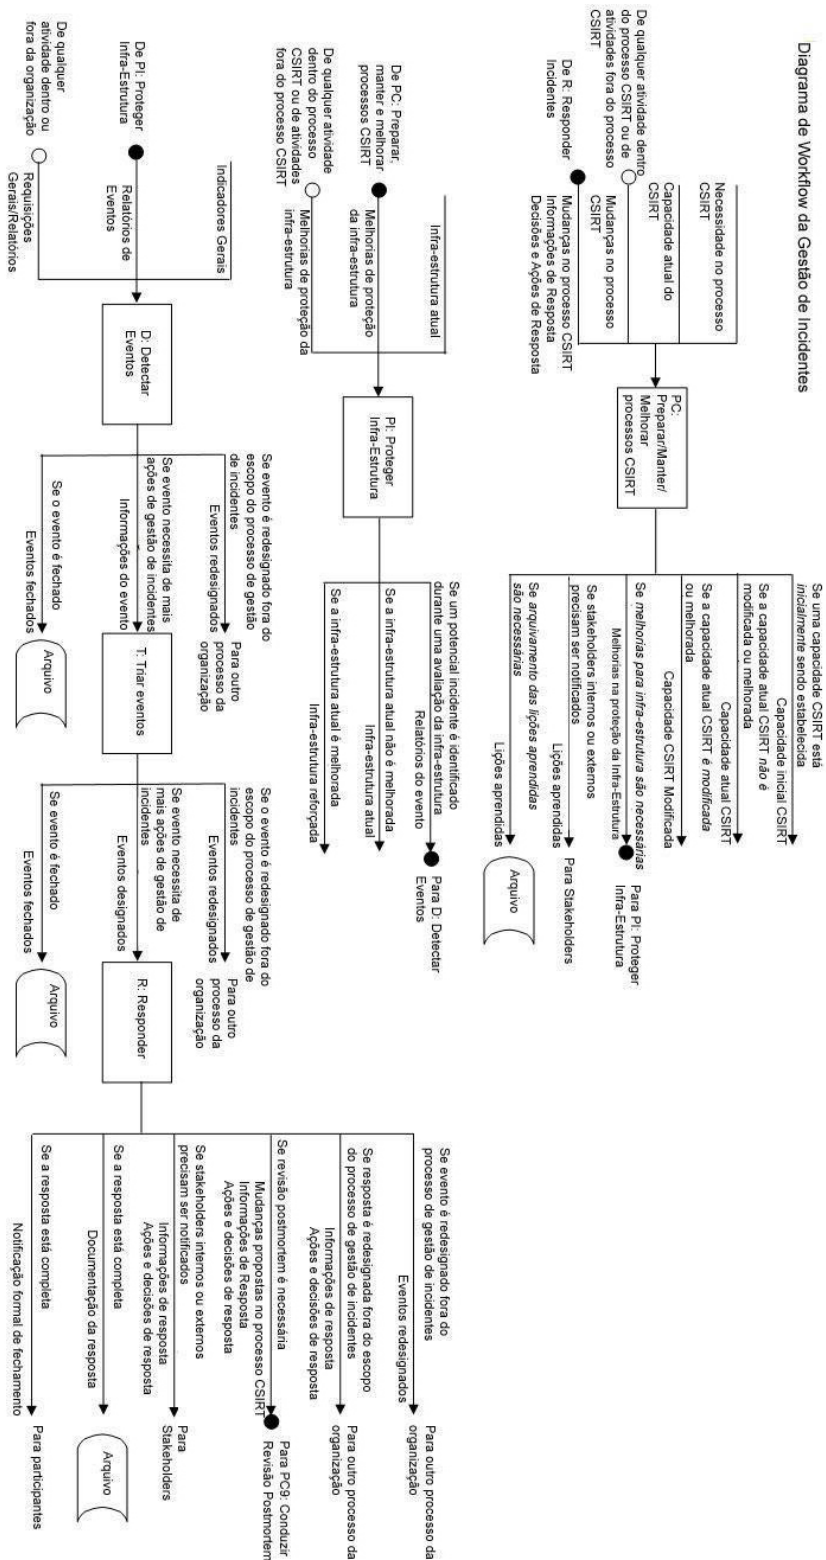 Diagrama de Workflow da Gestão de Incidentes
Necessidade no processo
CSIRT
Capacidade atual do
CSIRT
De qualquer atividade dentro
do processo CSIRT ou de
atividades fora do processo
CSIRT
Mudanças no processo
CSIRT
De R: Responder
Incidentes
Mudanças no processo CSIRT
Informações de Resposta
Decisões e Ações de Resposta
PC:
Preparar/Manter/
Melhorar
processos CSIRT
Se uma capacidade CSIRT está
inicialmente sendo estabelecida
Capacidade inicial CSIRT
Se a capacidade atual CSIRT não é
modificada ou melhorada
Capacidade atual CSIRT
Se a capacidade atual CSIRT é modificada
ou melhorada
Capacidade CSIRT Modificada
Se melhorias para infra-estrutura são necessárias
Melhorias na proteção da Infra-Estrutura
Para PI: Proteger
Infra-Estrutura
Se stakeholders internos ou externos
precisam ser notificados
Lições aprendidas
Para Stakeholders
Se arquivamento das lições aprendidas
são necessárias
Lições aprendidas
Arquivo
Infra-estrutura atual
De PC: Preparar,
manter e melhorar
processos CSIRT
Melhorias de proteção
da infra-estrutura
De qualquer atividade
dentro do processo
CSIRT ou de atividades
fora do processo CSIRT
Melhorias de proteção da
infra-estrutura
PI: Proteger
Infra-Estrutura
Se um potencial incidente é identificado
durante uma avaliação da infra-estrutura
Relatórios do evento
Para D: Detectar
Eventos
Se a infra-estrutura atual não é melhorada
Infra-estrutura atual
Se a infra-estrutura atual é melhorada
Infra-estrutura reforçada
Indicadores Gerais
De PI: Proteger
Infra-Estrutura
Relatórios de
Eventos
De qualquer
atividade dentro ou
fora da organização
Requisições
Gerais/Relatórios
D: Detectar
Eventos
Se evento é redesignado fora do
escopo do processo de gestão
de incidentes
Eventos redesignados
Para outro
processo da
organização
Se evento necessita de mais
ações de gestão de incidentes
Informações do evento
Se o evento é fechado
Eventos fechados
Arquivo
T: Triar eventos
Se o evento é redesignado fora do
escopo do processo de gestão de
incidentes
Eventos redesignados
Para outro
processo da
organização
Se evento necessita de
mais ações de gestão de
incidentes
Eventos designados
Se evento é fechado
Eventos fechados
Arquivo
R: Responder
Se evento é redesignado fora do
processo de gestão de incidentes
Eventos redesignados
Para outro processo da
organização
Se resposta é redesignada fora do escopo
do processo de gestão de incidentes
Informações de resposta
Ações e decisões de resposta
Para outro processo da
organização
Se revisão postmortem é necessária
Mudanças propostas no processo CSIRT
Informações de Resposta
Ações e decisões de resposta
Para PC9: Conduzir
Revisão Postmortem
Se stakeholders internos ou externos
precisam ser notificados
Informações de resposta
Ações e decisões de resposta
Para
Stakeholders
Se a resposta está completa
Documentação da resposta
Arquivo
Se a resposta está completa
Notificação formal de fechamento
Para participantes